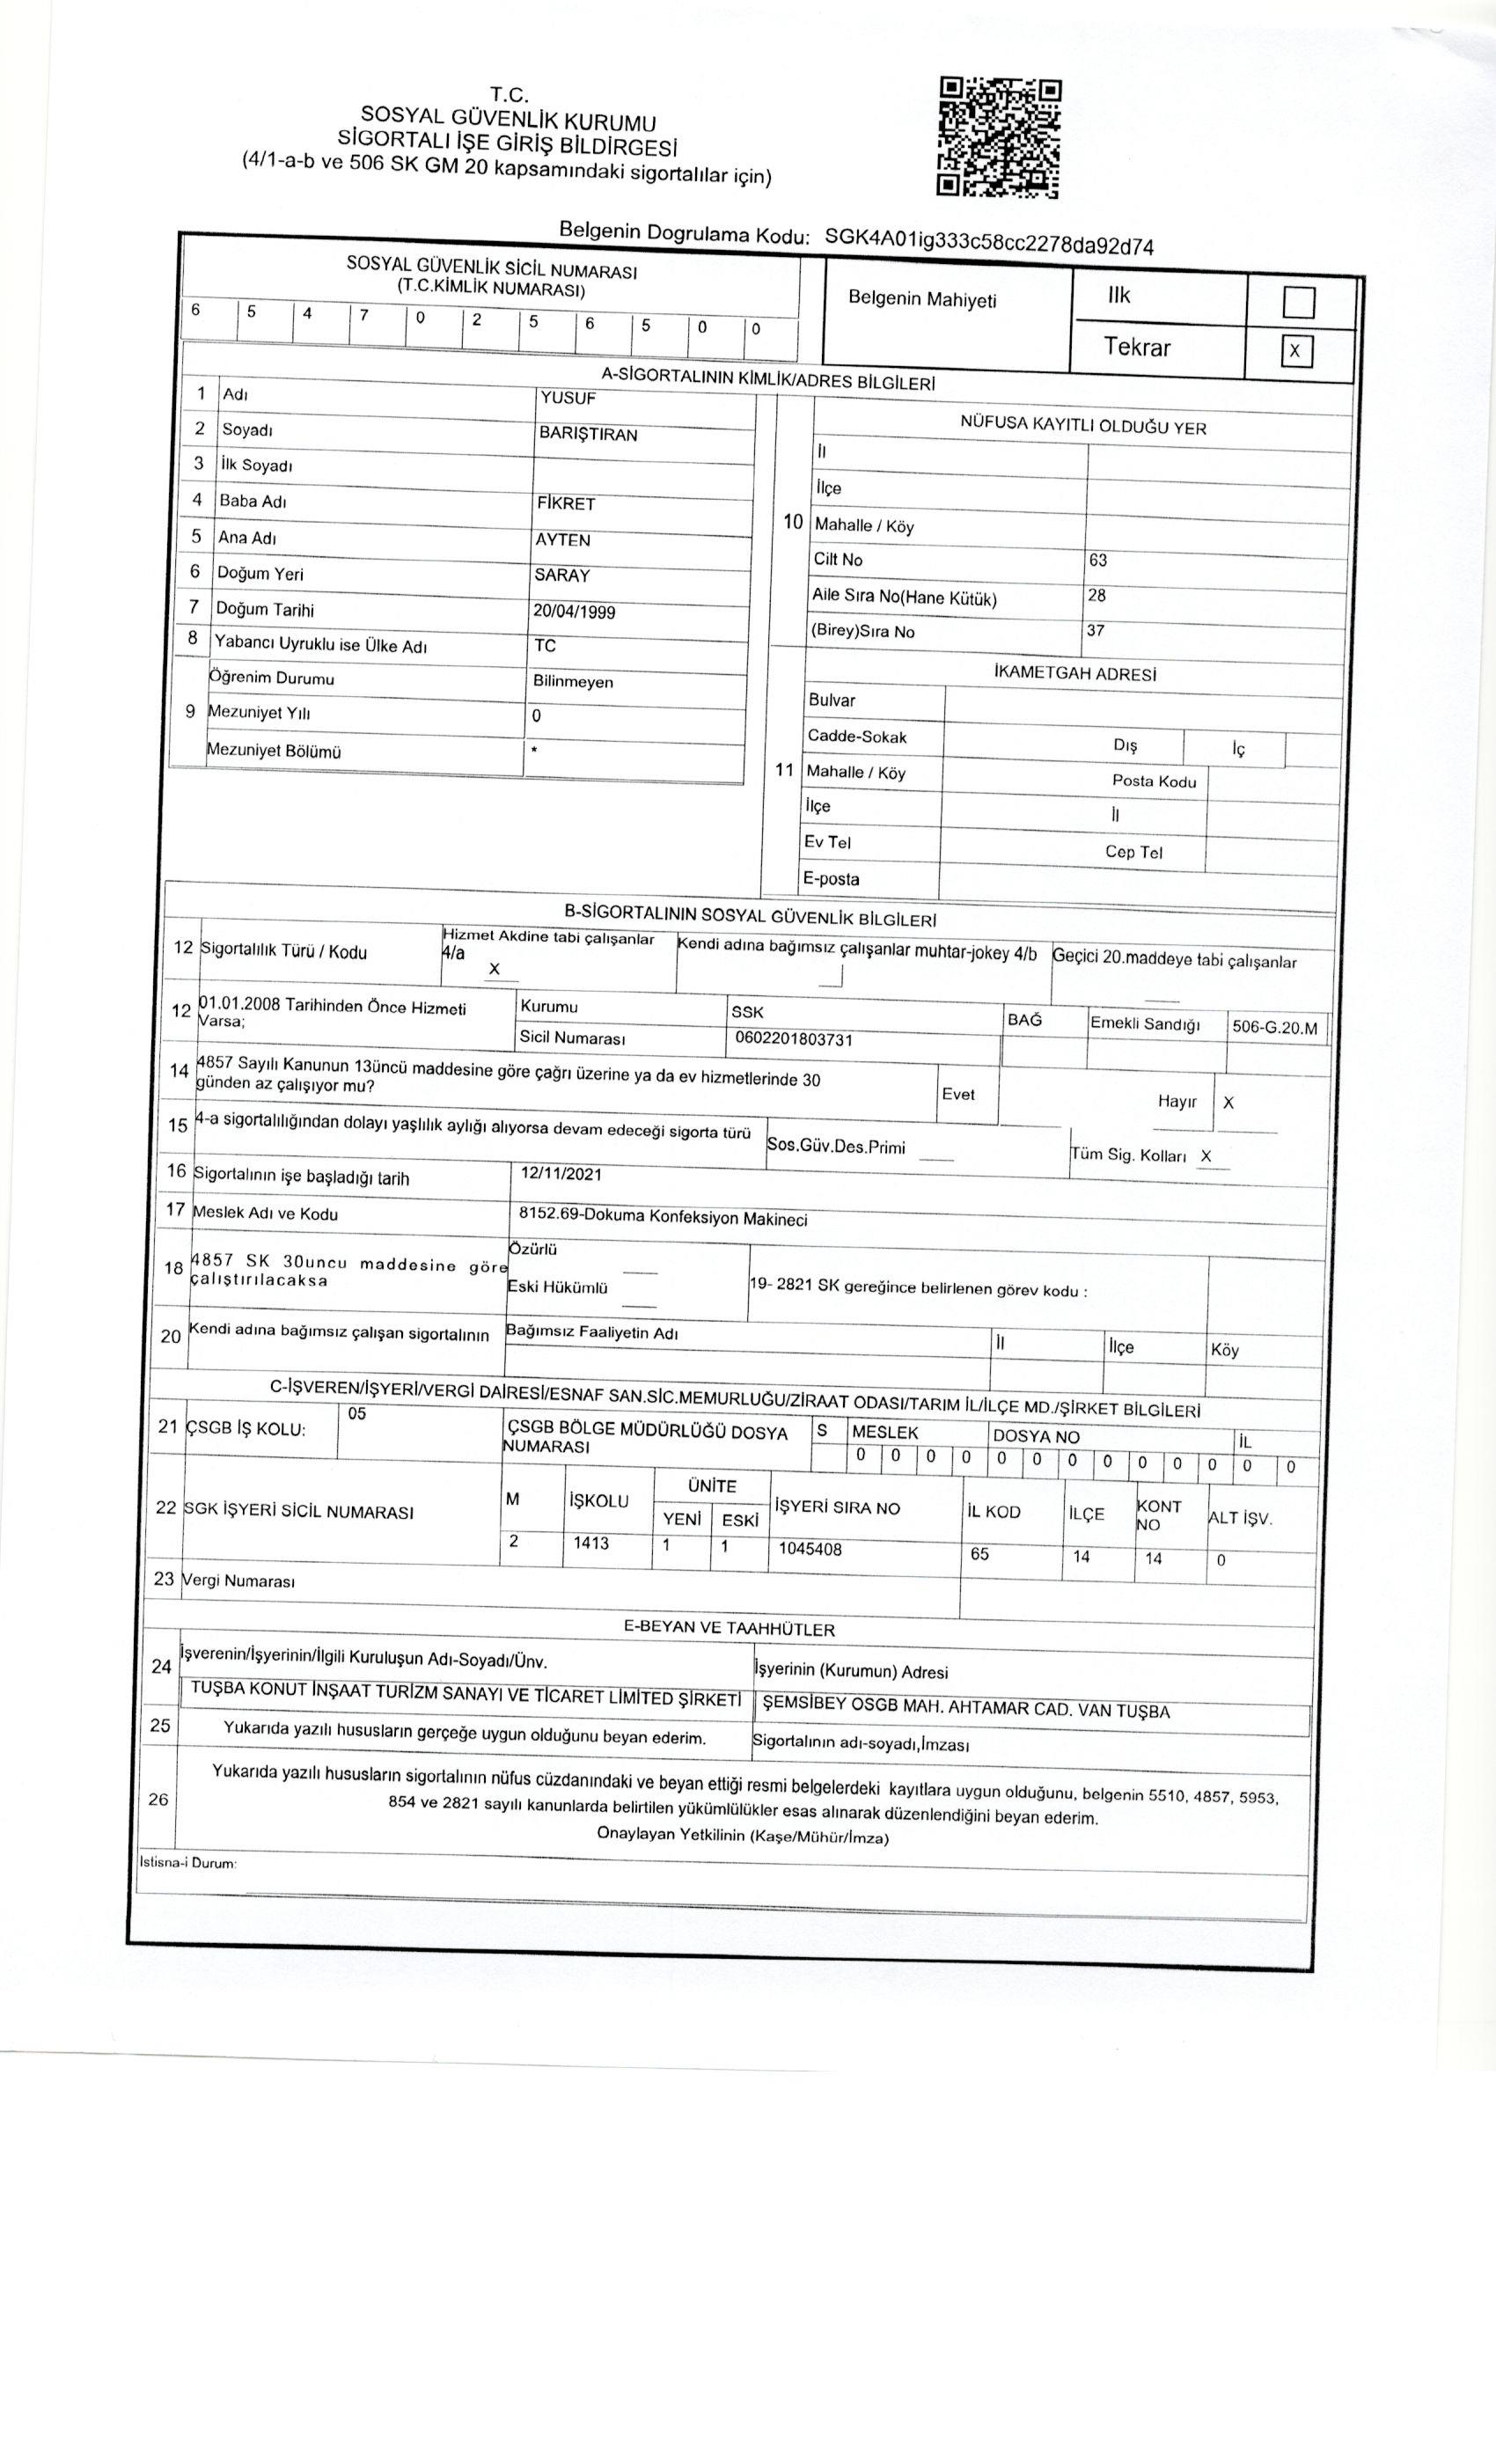 T.C.
SOSYAL GÜVENLİK KURUMU
SİGORTALI İŞE GİRİŞ BİLDİRGESİ
(4/1-a-b ve 506 SK GM 20 kapsamındaki sigortalılar için)
Belgenin Dogrulama Kodu: SGK4A01ig333c58cc2278da92d74
SOSYAL GÜVENLİK SİCİL NUMARASI
(T.C.KİMLİK NUMARASI)
6 5 4 7 0 2 5 6 5 0 0
Belgenin Mahiyeti
Ilk
Tekrar X
A-SİGORTALININ KİMLİK/ADRES BİLGİLERİ
1 Adı YUSUF
2 Soyadı BARIŞTIRAN
3 İlk Soyadı
4 Baba Adı FİKRET
5 Ana Adı AYTEN
6 Doğum Yeri SARAY
7 Doğum Tarihi 20/04/1999
8 Yabancı Uyruklu ise Ülke Adı TC
9
Öğrenim Durumu Bilinmeyen
Mezuniyet Yılı 0
Mezuniyet Bölümü *
10
NÜFUSA KAYITLI OLDUĞU YER
İl
İlçe
Mahalle / Köy
Cilt No 63
Aile Sıra No(Hane Kütük) 28
(Birey)Sıra No 37
11
İKAMETGAH ADRESİ
Bulvar
Cadde-Sokak Dış İç
Mahalle / Köy Posta Kodu
İlçe İl
Ev Tel Cep Tel
E-posta
B-SİGORTALININ SOSYAL GÜVENLİK BİLGİLERİ
12 Sigortalılık Türü / Kodu
Hizmet Akdine tabi çalışanlar
4/a
X
Kendi adına bağımsız çalışanlar muhtar-jokey 4/b
Geçici 20.maddeye tabi çalışanlar
12 01.01.2008 Tarihinden Önce Hizmeti
Varsa;
Kurumu SSK BAĞ Emekli Sandığı 506-G.20.M
Sicil Numarası 0602201803731
14 4857 Sayılı Kanunun 13üncü maddesine göre çağrı üzerine ya da ev hizmetlerinde 30
günden az çalışıyor mu?
Evet Hayır X
15 4-a sigortalılığından dolayı yaşlılık aylığı alıyorsa devam edeceği sigorta türü Sos.Güv.Des.Primi Tüm Sig. Kolları X
16 Sigortalının işe başladığı tarih 12/11/2021
17 Meslek Adı ve Kodu 8152.69-Dokuma Konfeksiyon Makineci
18 4857 SK 30uncu maddesine göre
çalıştırılacaksa
Özürlü
Eski Hükümlü
19- 2821 SK gereğince belirlenen görev kodu :
20 Kendi adına bağımsız çalışan sigortalının Bağımsız Faaliyetin Adı İl İlçe Köy
C-İŞVEREN/İŞYERİ/VERGİ DAİRESİ/ESNAF SAN.SİC.MEMURLUĞU/ZİRAAT ODASI/TARIM İL/İLÇE MD./ŞİRKET BİLGİLERİ
21 ÇSGB İŞ KOLU: 05
ÇSGB BÖLGE MÜDÜRLÜĞÜ DOSYA
NUMARASI
S MESLEK DOSYA NO İL
0 0 0 0 0 0 0 0 0 0 0 0 0
22 SGK İŞYERİ SİCİL NUMARASI
M İŞKOLU ÜNİTE İŞYERİ SIRA NO İL KOD İLÇE KONT
NO ALT İŞV.
YENİ ESKİ
2 1413 1 1 1045408 65 14 14 0
23 Vergi Numarası
E-BEYAN VE TAAHHÜTLER
24 İşverenin/İşyerinin/İlgili Kuruluşun Adı-Soyadı/Ünv. İşyerinin (Kurumun) Adresi
TUŞBA KONUT İNŞAAT TURİZM SANAYI VE TİCARET LİMİTED ŞİRKETİ ŞEMSİBEY OSGB MAH. AHTAMAR CAD. VAN TUŞBA
25 Yukarıda yazılı hususların gerçeğe uygun olduğunu beyan ederim. Sigortalının adı-soyadı,İmzası
26
Yukarıda yazılı hususların sigortalının nüfus cüzdanındaki ve beyan ettiği resmi belgelerdeki kayıtlara uygun olduğunu, belgenin 5510, 4857, 5953,
854 ve 2821 sayılı kanunlarda belirtilen yükümlülükler esas alınarak düzenlendiğini beyan ederim.
Onaylayan Yetkilinin (Kaşe/Mühür/İmza)
Istisna-i Durum: